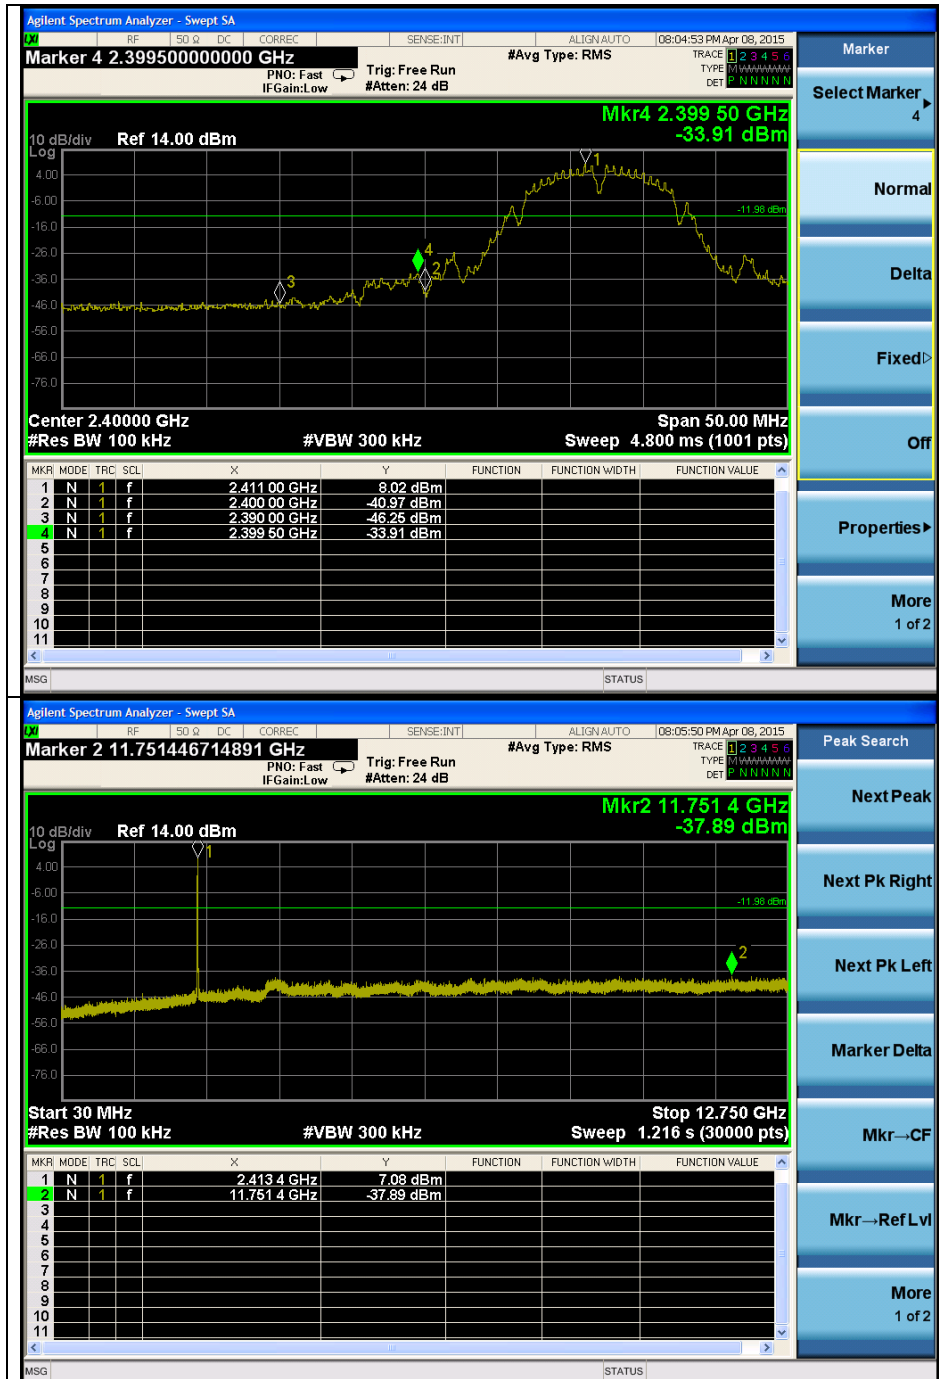 Agilent Spectrum Analyzer - Swept SA
LXI RF 50 Ω DC CORREC SENSE:INT ALIGN AUTO 08:04:53 PM Apr 08, 2015
Marker 4 2.399500000000 GHz
PNO: Fast
IFGain:Low
Trig: Free Run
#Atten: 24 dB
#Avg Type: RMS
TRACE 1 2 3 4 5 6
TYPE M WWWWW
DET P N N N N N
Mkr4 2.399 50 GHz
-33.91 dBm
10 dB/div Ref 14.00 dBm
Log
4.00
-6.00
-16.0
-26.0
-36.0
-46.0
-56.0
-66.0
-76.0
1
-11.98 dBm
4
2
3
Center 2.40000 GHz Span 50.00 MHz
#Res BW 100 kHz #VBW 300 kHz Sweep 4.800 ms (1001 pts)
MKR MODE TRC SCL X Y FUNCTION FUNCTION WIDTH FUNCTION VALUE
1 N 1 f 2.411 00 GHz 8.02 dBm
2 N 1 f 2.400 00 GHz -40.97 dBm
3 N 1 f 2.390 00 GHz -46.25 dBm
4 N 1 f 2.399 50 GHz -33.91 dBm
5
6
7
8
9
10
11
MSG STATUS
Marker
Select Marker
4
Normal
Delta
Fixed
Off
Properties
More
1 of 2
Agilent Spectrum Analyzer - Swept SA
LXI RF 50 Ω DC CORREC SENSE:INT ALIGN AUTO 08:05:50 PM Apr 08, 2015
Marker 2 11.751446714891 GHz
PNO: Fast
IFGain:Low
Trig: Free Run
#Atten: 24 dB
#Avg Type: RMS
TRACE 1 2 3 4 5 6
TYPE M WWWWW
DET P N N N N N
Mkr2 11.751 4 GHz
-37.89 dBm
10 dB/div Ref 14.00 dBm
Log
4.00
-6.00
-16.0
-26.0
-36.0
-46.0
-56.0
-66.0
-76.0
1
-11.98 dBm
2
Start 30 MHz Stop 12.750 GHz
#Res BW 100 kHz #VBW 300 kHz Sweep 1.216 s (30000 pts)
MKR MODE TRC SCL X Y FUNCTION FUNCTION WIDTH FUNCTION VALUE
1 N 1 f 2.413 4 GHz 7.08 dBm
2 N 1 f 11.751 4 GHz -37.89 dBm
3
4
5
6
7
8
9
10
11
MSG STATUS
Peak Search
Next Peak
Next Pk Right
Next Pk Left
Marker Delta
Mkr→CF
Mkr→Ref Lvl
More
1 of 2